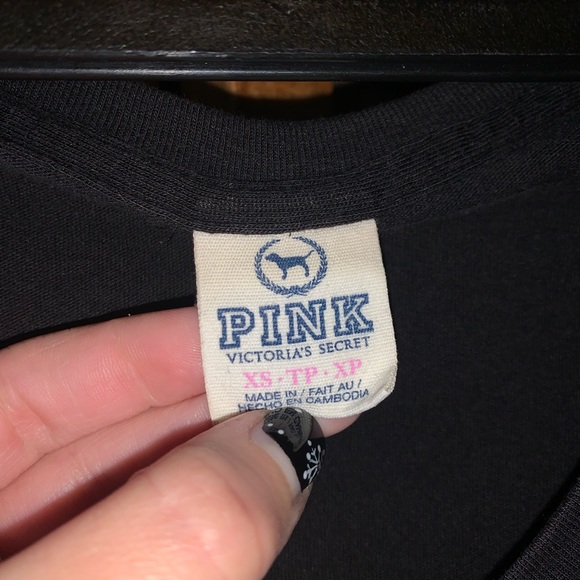 PINK
VICTORIA'S SECRET
XS · TP · XP
MADE IN / FAIT AU /
HECHO EN CAMBODIA